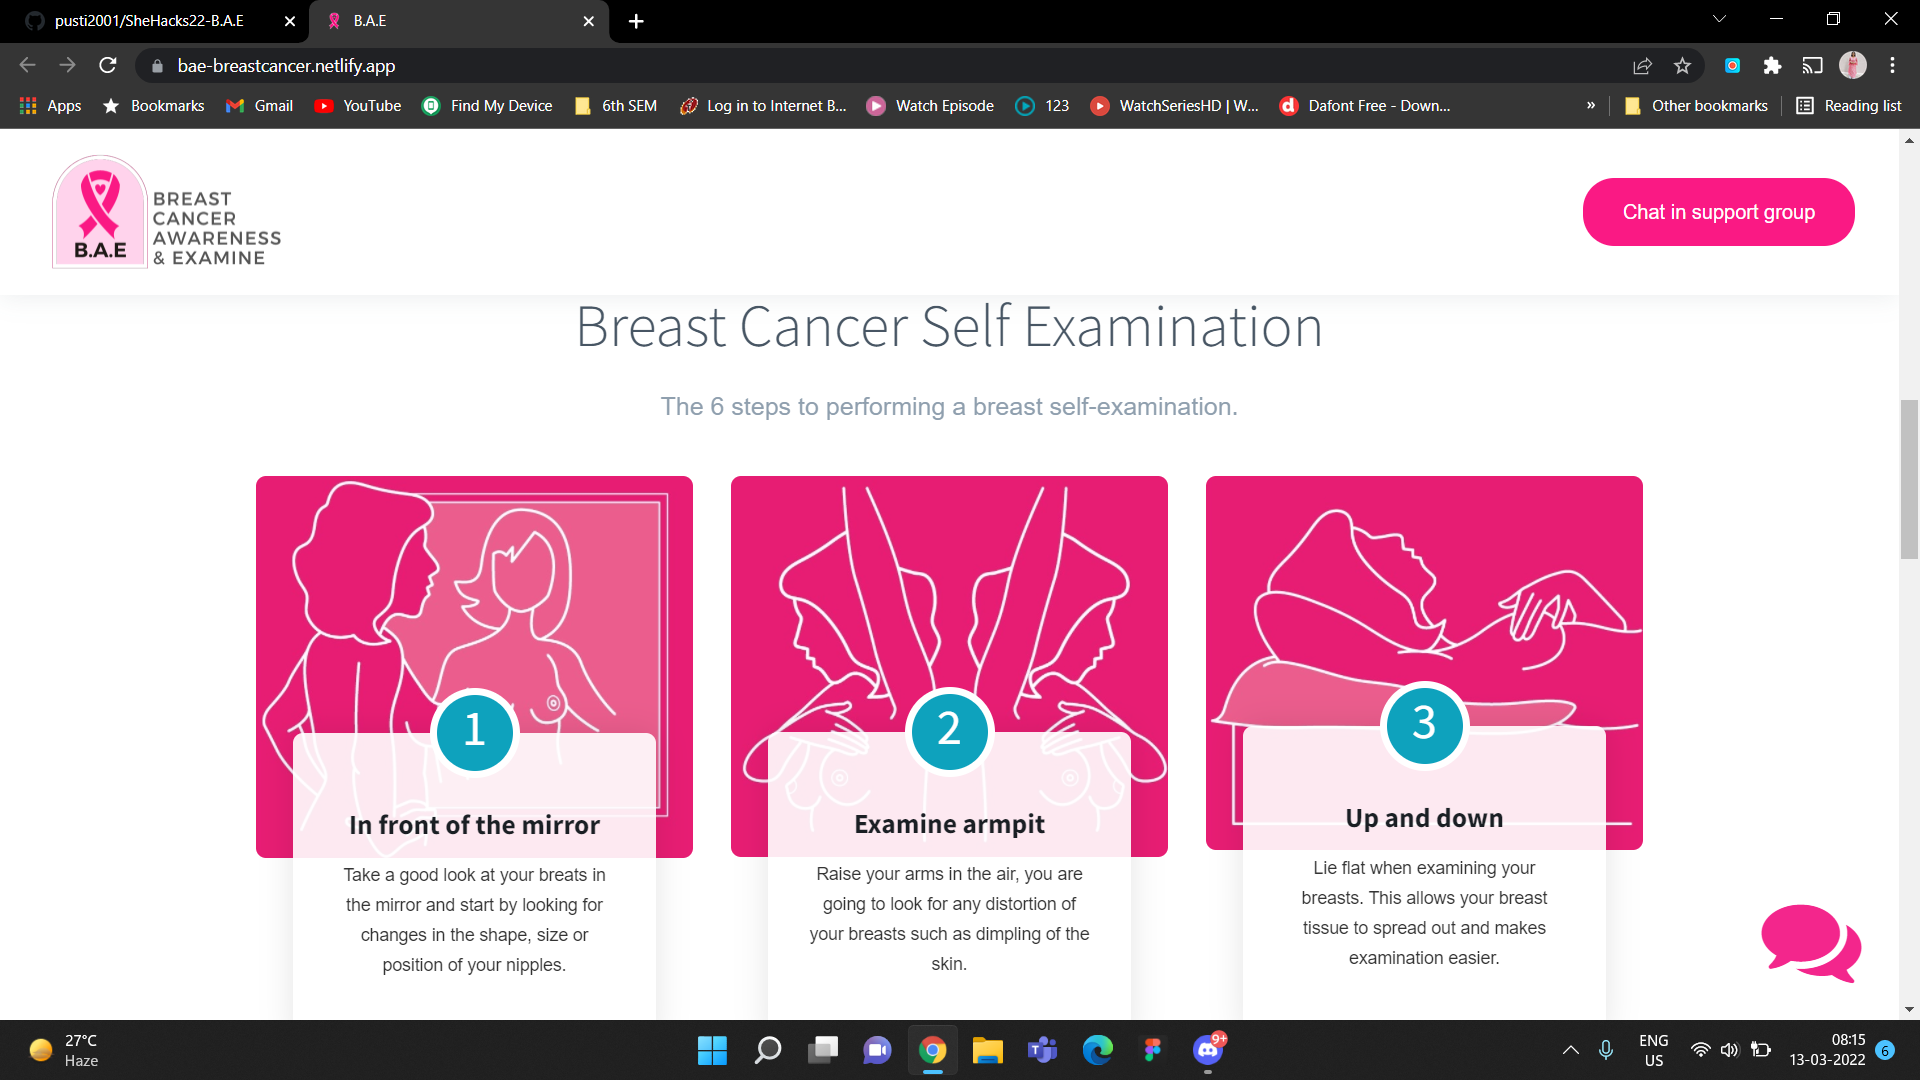 pusti2001/SheHacks22-B.A.E
B.A.E
bae-breastcancer.netlify.app
Apps
Bookmarks
Gmail
YouTube
Find My Device
6th SEM
Log in to Internet B...
Watch Episode
123
WatchSeriesHD | W...
Dafont Free - Down...
»
Other bookmarks
Reading list
B.A.E
BREAST
CANCER
AWARENESS
& EXAMINE
Chat in support group
Breast Cancer Self Examination
The 6 steps to performing a breast self-examination.
1
In front of the mirror
Take a good look at your breats in
the mirror and start by looking for
changes in the shape, size or
position of your nipples.
2
Examine armpit
Raise your arms in the air, you are
going to look for any distortion of
your breasts such as dimpling of the
skin.
3
Up and down
Lie flat when examining your
breasts. This allows your breast
tissue to spread out and makes
examination easier.
27°C
Haze
9+
ENG
US
08:15
13-03-2022
6